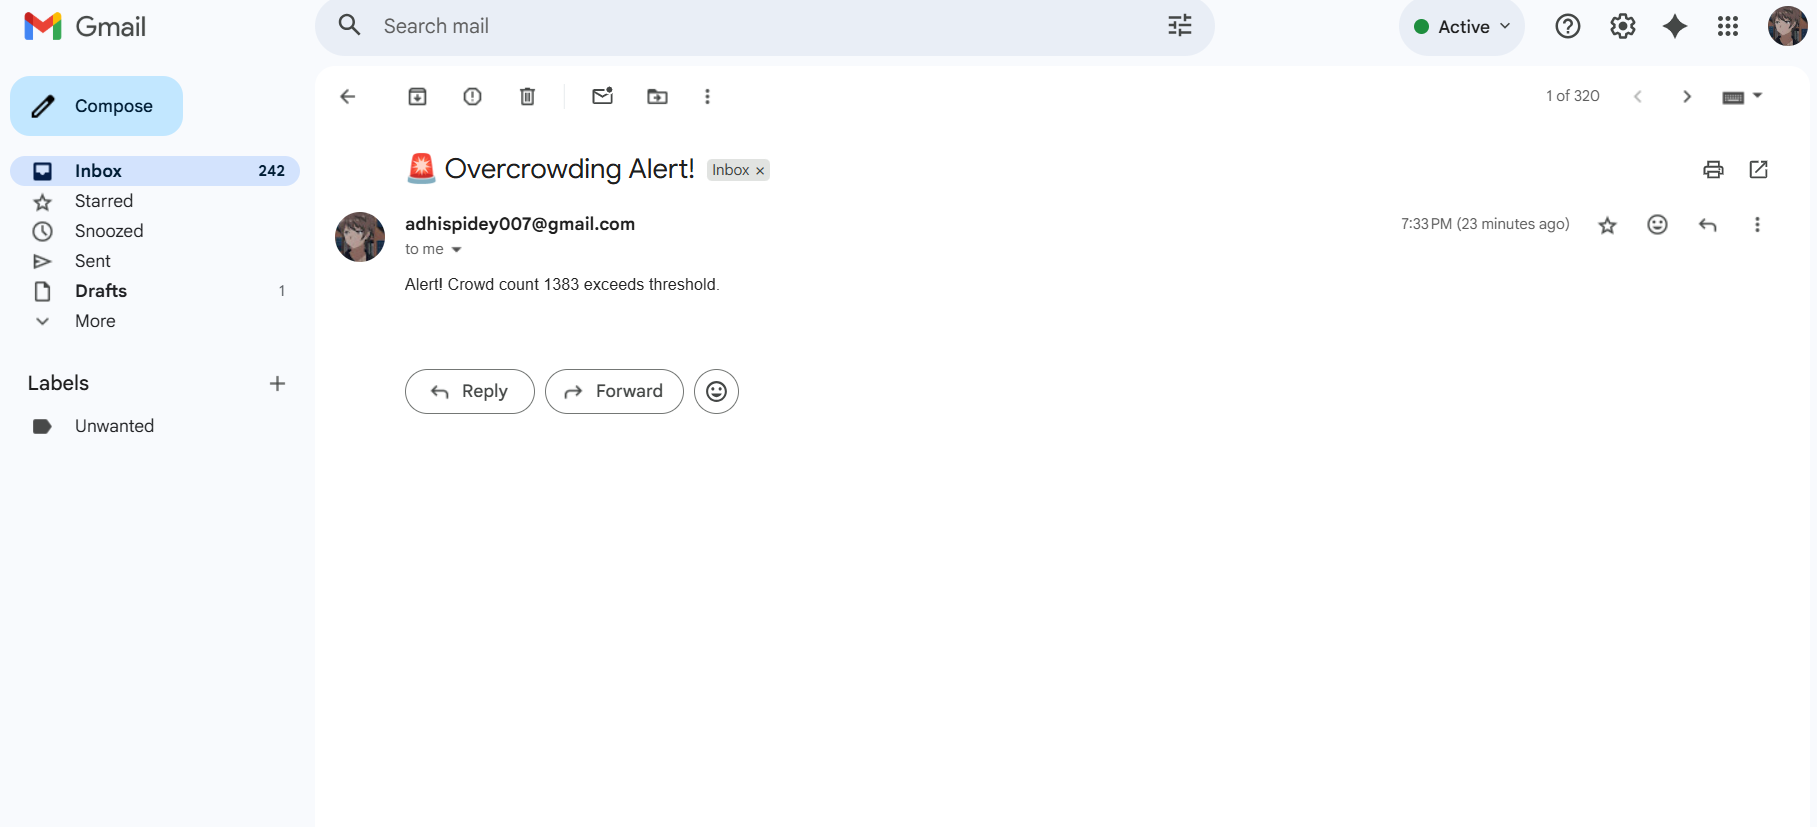 Gmail
Search mail
Active
Compose
1 of 320
Inbox 242
Starred
Snoozed
Sent
Drafts 1
More
Labels
Unwanted
🚨 Overcrowding Alert! Inbox ×
adhispidey007@gmail.com 7:33 PM (23 minutes ago)
to me
Alert! Crowd count 1383 exceeds threshold.
Reply Forward